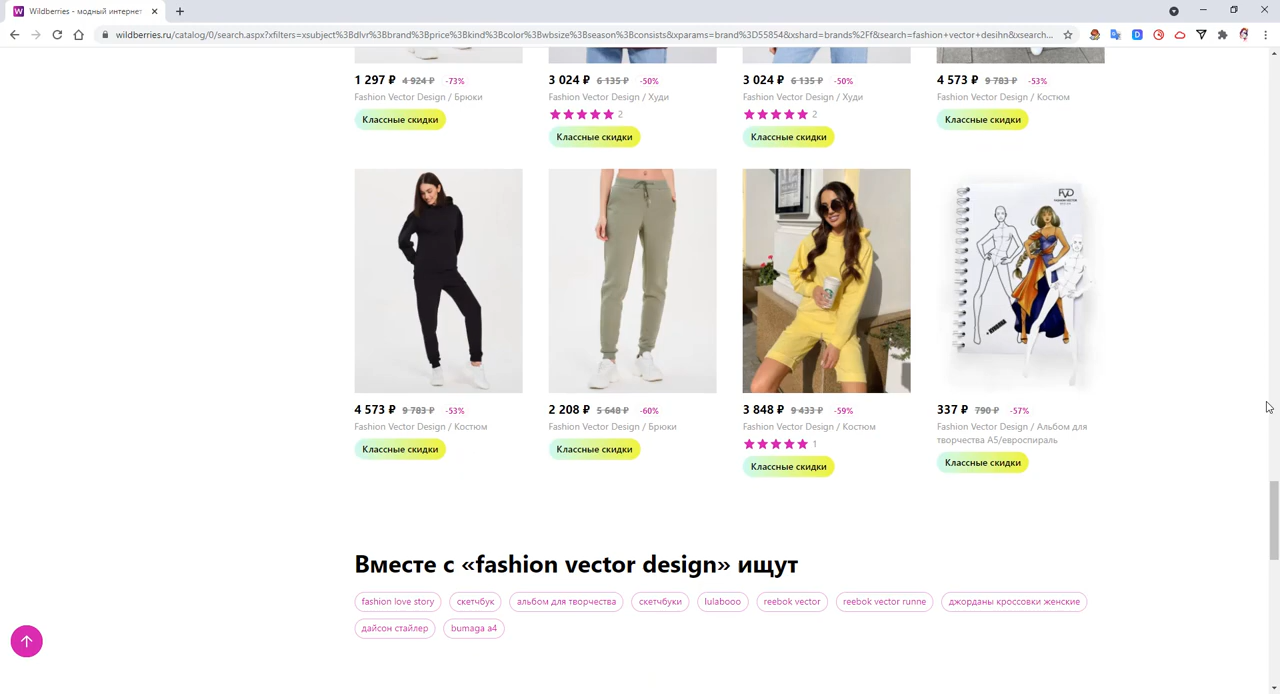 Wildberries - модный интернет
wildberries.ru/catalog/0/search.aspx?xfilters=xsubject%3Bdlvr%3Bbrand%3Bprice%3Bkind%3Bcolor%3Bwbsize%3Bseason%3Bconsists&xparams=brand%3D55854&xshard=brands%2Ff&search=fashion+vector+desihn&xsearch...
1 297 ₽ 4 924 ₽ -73% 3 024 ₽ 6 135 ₽ -50% 3 024 ₽ 6 135 ₽ -50% 4 573 ₽ 9 783 ₽ -53%
Fashion Vector Design / Брюки Fashion Vector Design / Худи Fashion Vector Design / Худи Fashion Vector Design / Костюм
2 2
Классные скидки Классные скидки
Классные скидки Классные скидки
FVD
FASHION VECTOR
DESIGN
4 573 ₽ 9 783 ₽ -53% 2 208 ₽ 5 648 ₽ -60% 3 848 ₽ 9 433 ₽ -59% 337 ₽ 790 ₽ -57%
Fashion Vector Design / Костюм Fashion Vector Design / Брюки Fashion Vector Design / Костюм Fashion Vector Design / Альбом для
творчества А5/евроспираль
1
Классные скидки Классные скидки
Классные скидки Классные скидки
Вместе с «fashion vector design» ищут
fashion love story скетчбук альбом для творчества скетчбуки lulabooo reebok vector reebok vector runne джорданы кроссовки женские
дайсон стайлер bumaga a4